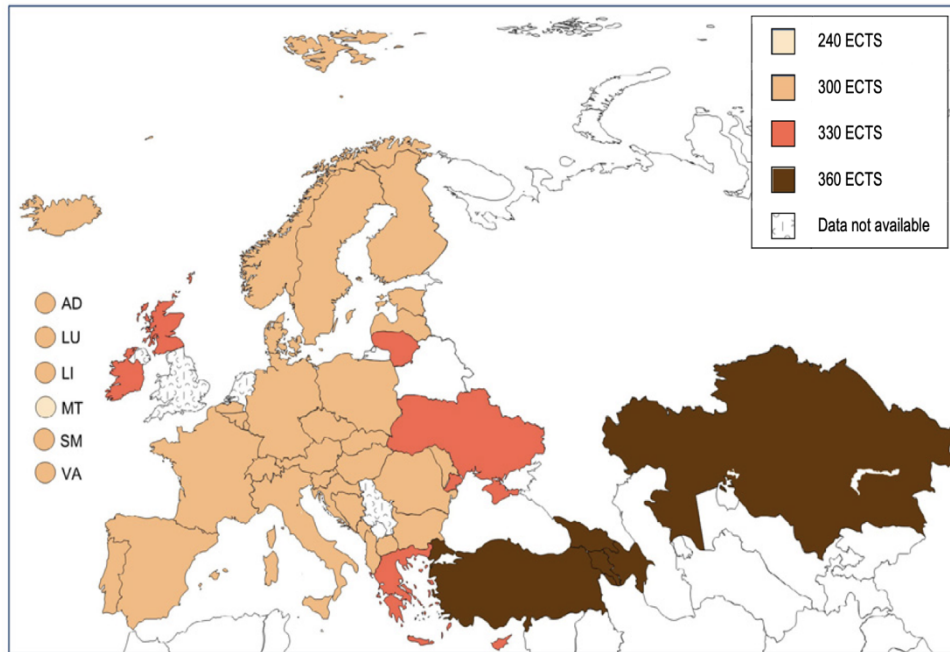 240 ECTS
300 ECTS
330 ECTS
360 ECTS
Data not available
AD
LU
LI
MT
SM
VA